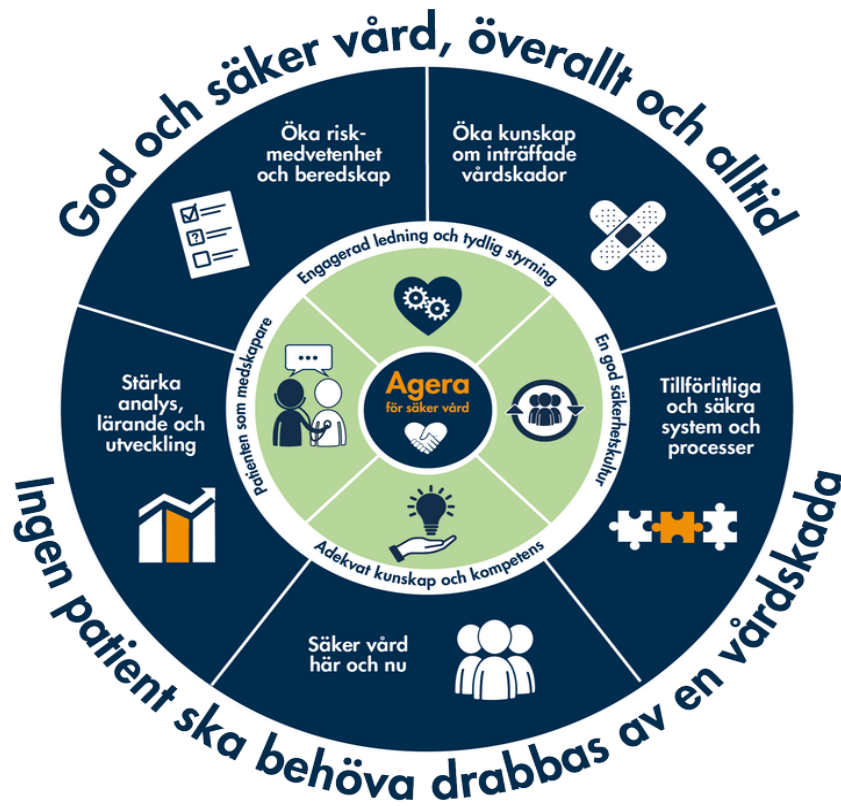 God och säker vård, överallt och alltid
Öka risk-
medvetenhet
och beredskap
Öka kunskap
om inträffade
vårdskador
Engagerad ledning och tydlig styrning
Patienten som medskapare
En god säkerhetskultur
Adekvat kunskap och kompetens
Agera
för säker vård
Stärka
analys,
lärande och
utveckling
Tillförlitliga
och säkra
system och
processer
Säker vård
här och nu
Ingen patient ska behöva drabbas av en vårdskada